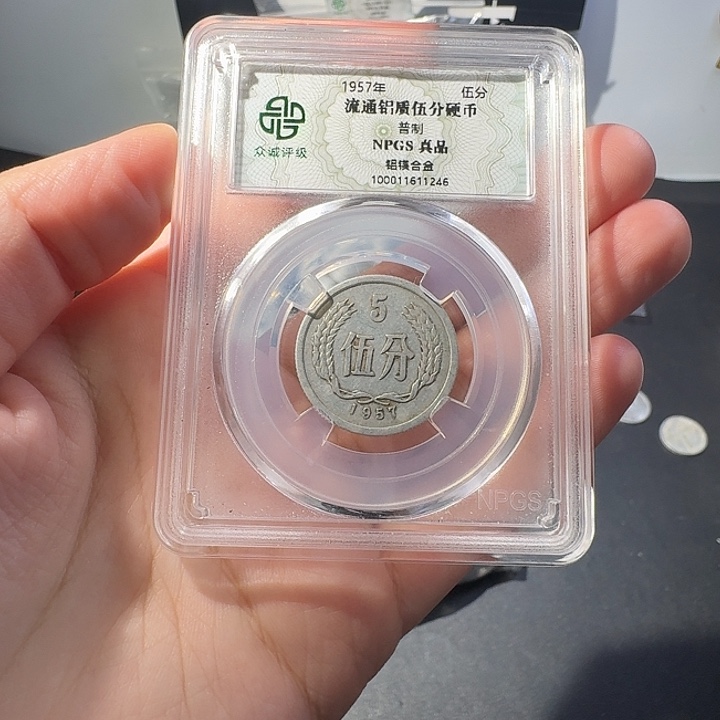 1957年 伍分
流通铝质伍分硬币
普制
NPGS 真品
铝镁合金
100011611246
众诚评级
5
伍分
1957
NPGS